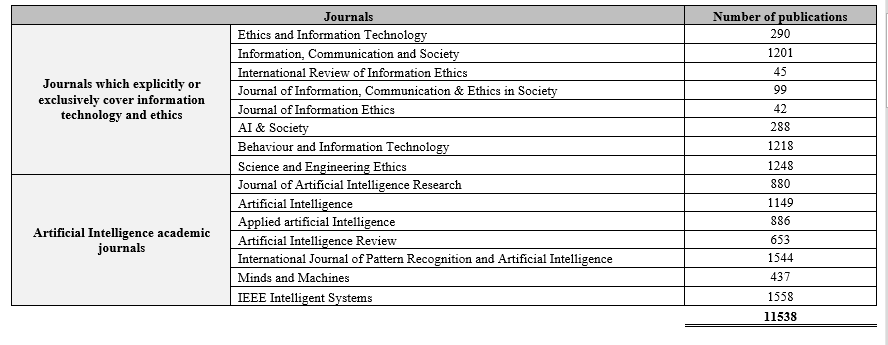 Journals Number of publications
Journals which explicitly or
exclusively cover information
technology and ethics
Ethics and Information Technology 290
Information, Communication and Society 1201
International Review of Information Ethics 45
Journal of Information, Communication & Ethics in Society 99
Journal of Information Ethics 42
AI & Society 288
Behaviour and Information Technology 1218
Science and Engineering Ethics 1248
Artificial Intelligence academic
journals
Journal of Artificial Intelligence Research 880
Artificial Intelligence 1149
Applied artificial Intelligence 886
Artificial Intelligence Review 653
International Journal of Pattern Recognition and Artificial Intelligence 1544
Minds and Machines 437
IEEE Intelligent Systems 1558
11538